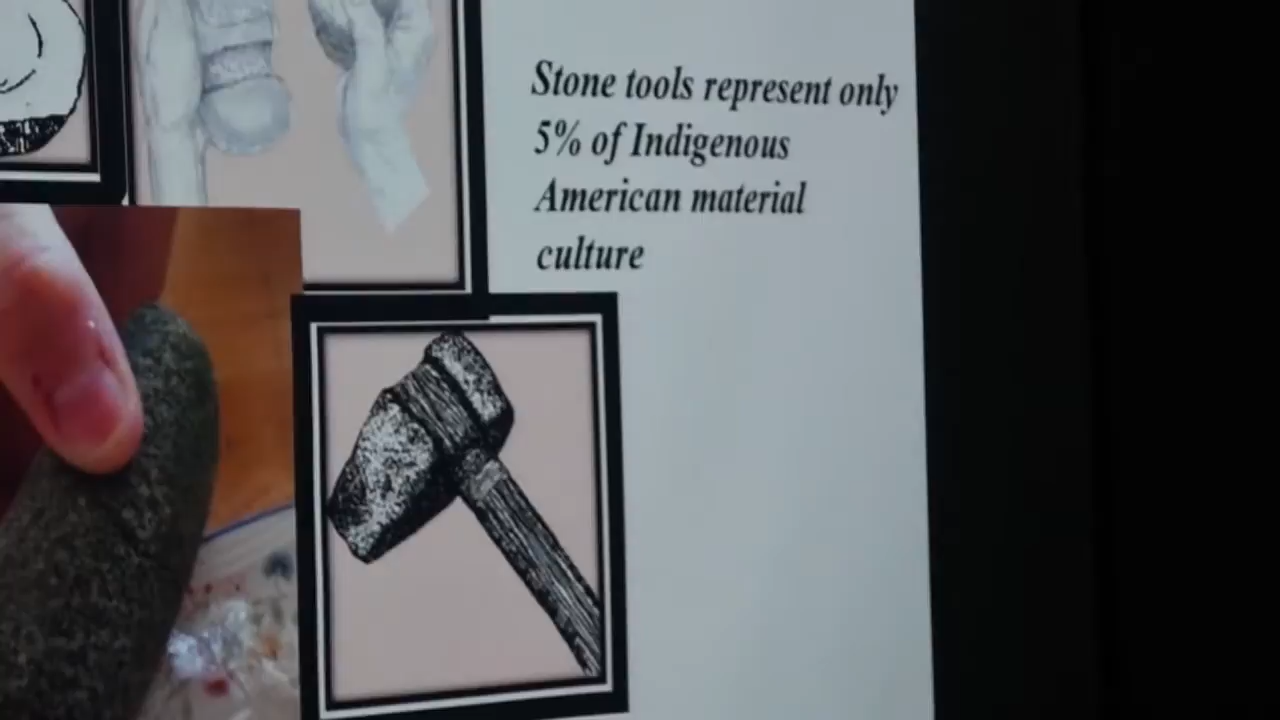 Stone tools represent only
5% of Indigenous
American material
culture